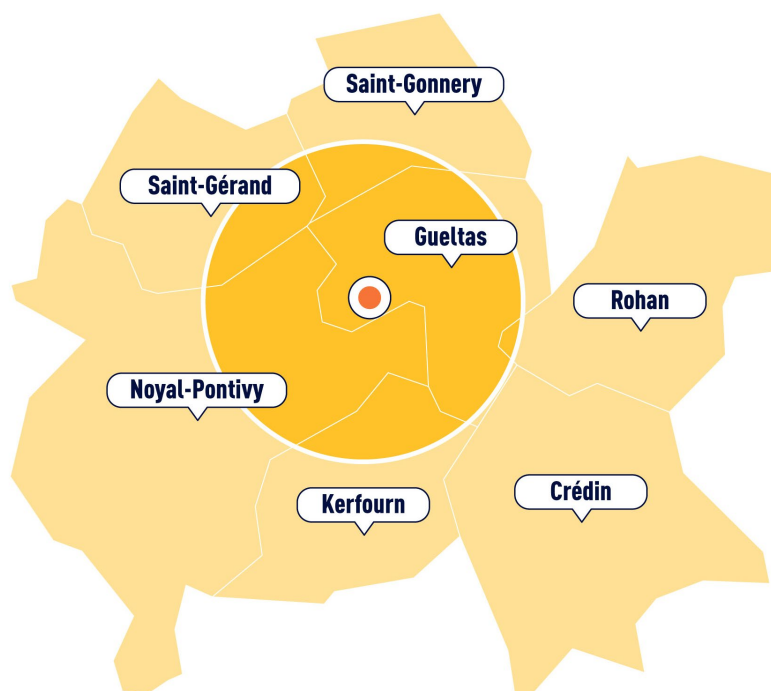 Saint-Gonnery
Saint-Gérand
Gueltas
Rohan
Noyal-Pontivy
Kerfourn
Crédin